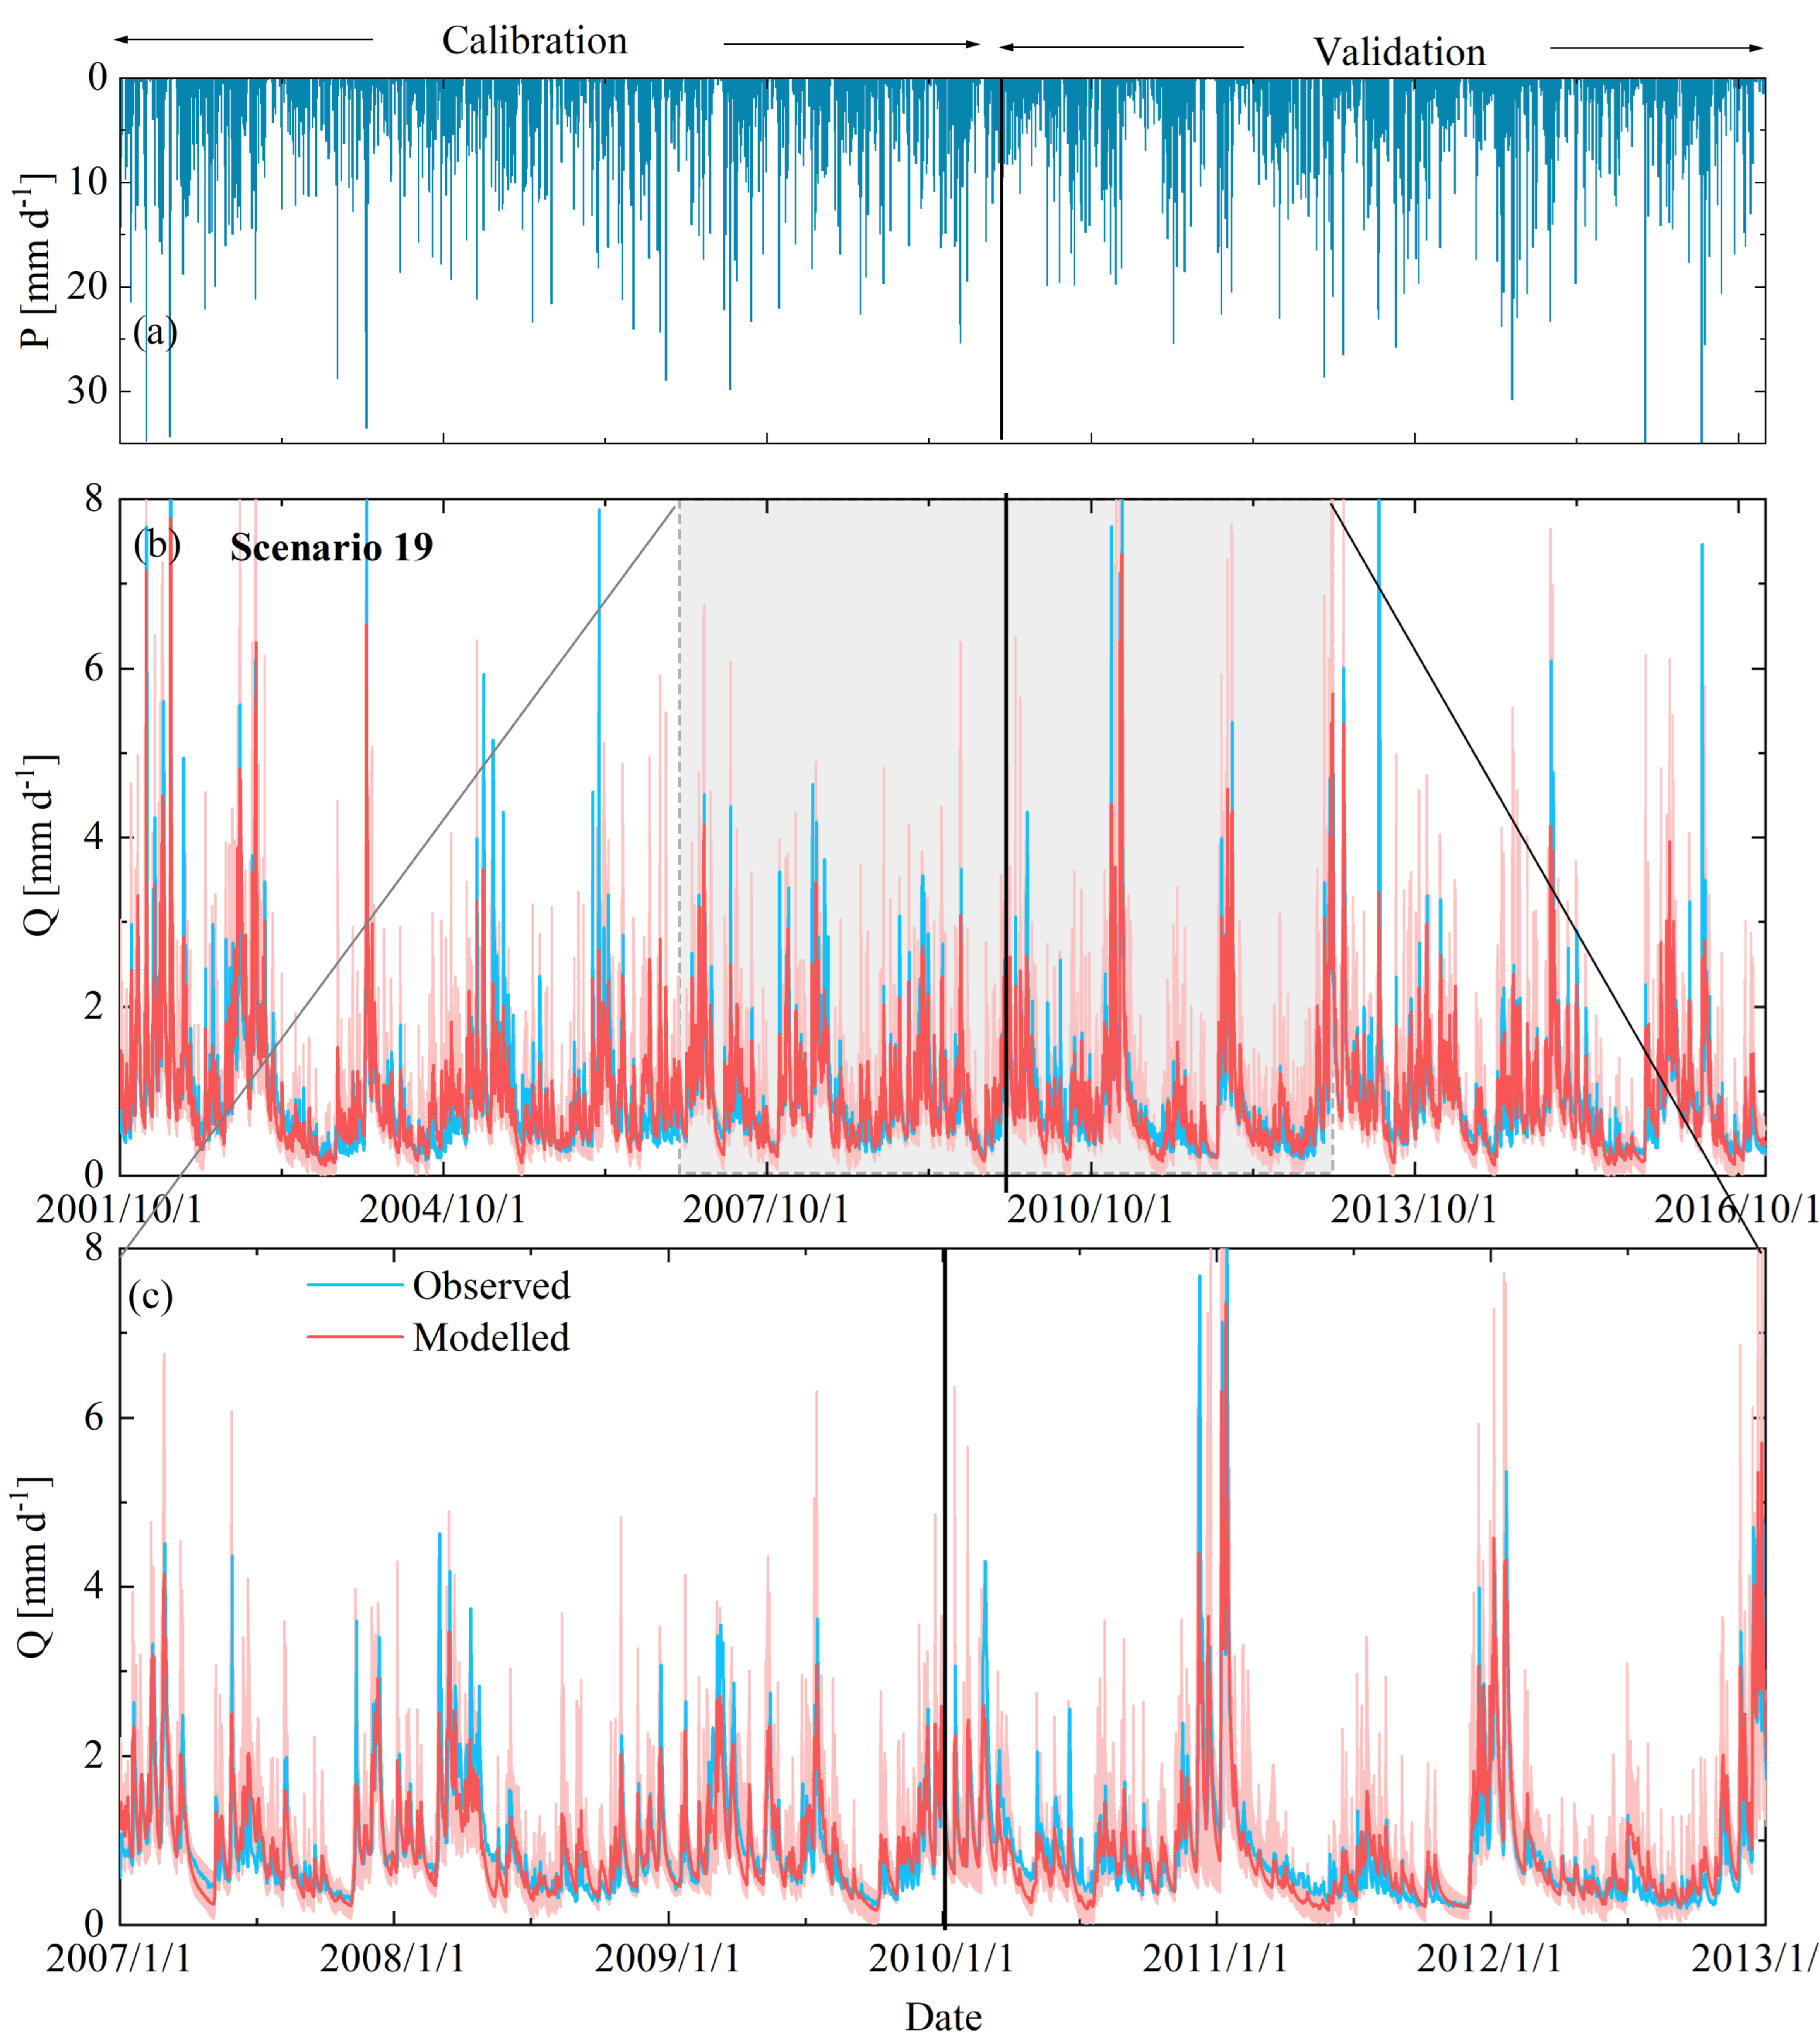 Calibration
Validation
0
10
20
30
P [mm d-1]
(a)
8
6
4
2
0
Q [mm d-1]
(b)
Scenario 19
2001/10/1
2004/10/1
2007/10/1
2010/10/1
2013/10/1
2016/10/1
8
6
4
2
0
Q [mm d-1]
(c)
Observed
Modelled
2007/1/1
2008/1/1
2009/1/1
2010/1/1
2011/1/1
2012/1/1
2013/1/
Date